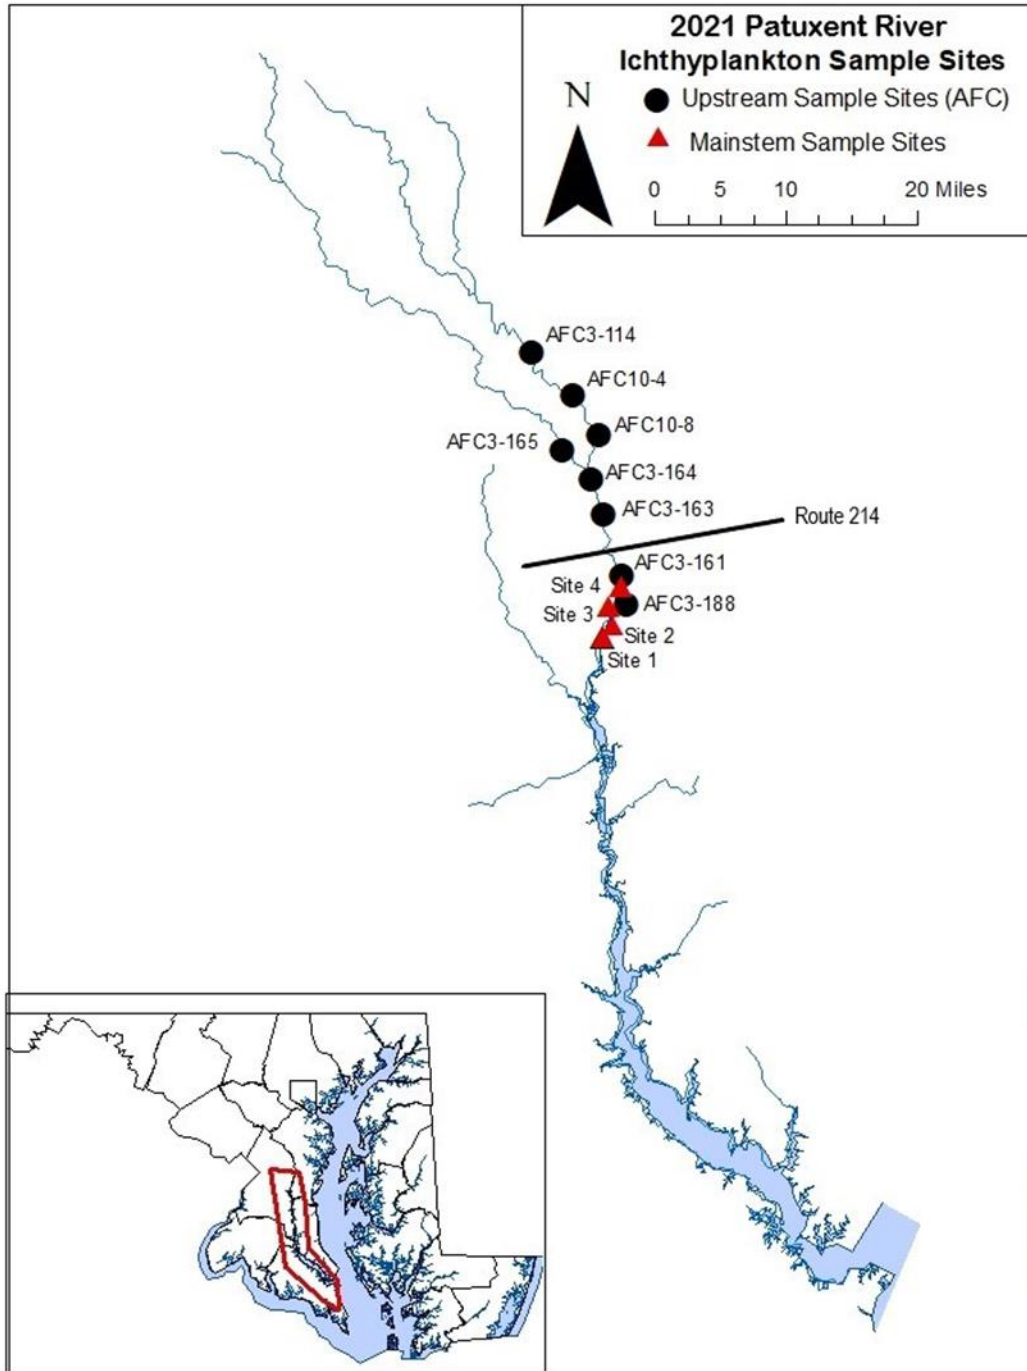 2021 Patuxent River
Ichthyplankton Sample Sites
N
Upstream Sample Sites (AFC)
Mainstem Sample Sites
0 5 10 20 Miles
AFC3-114
AFC10-4
AFC10-8
AFC3-165
AFC3-164
AFC3-163
Route 214
AFC3-161
Site 4
AFC3-188
Site 3
Site 2
Site 1